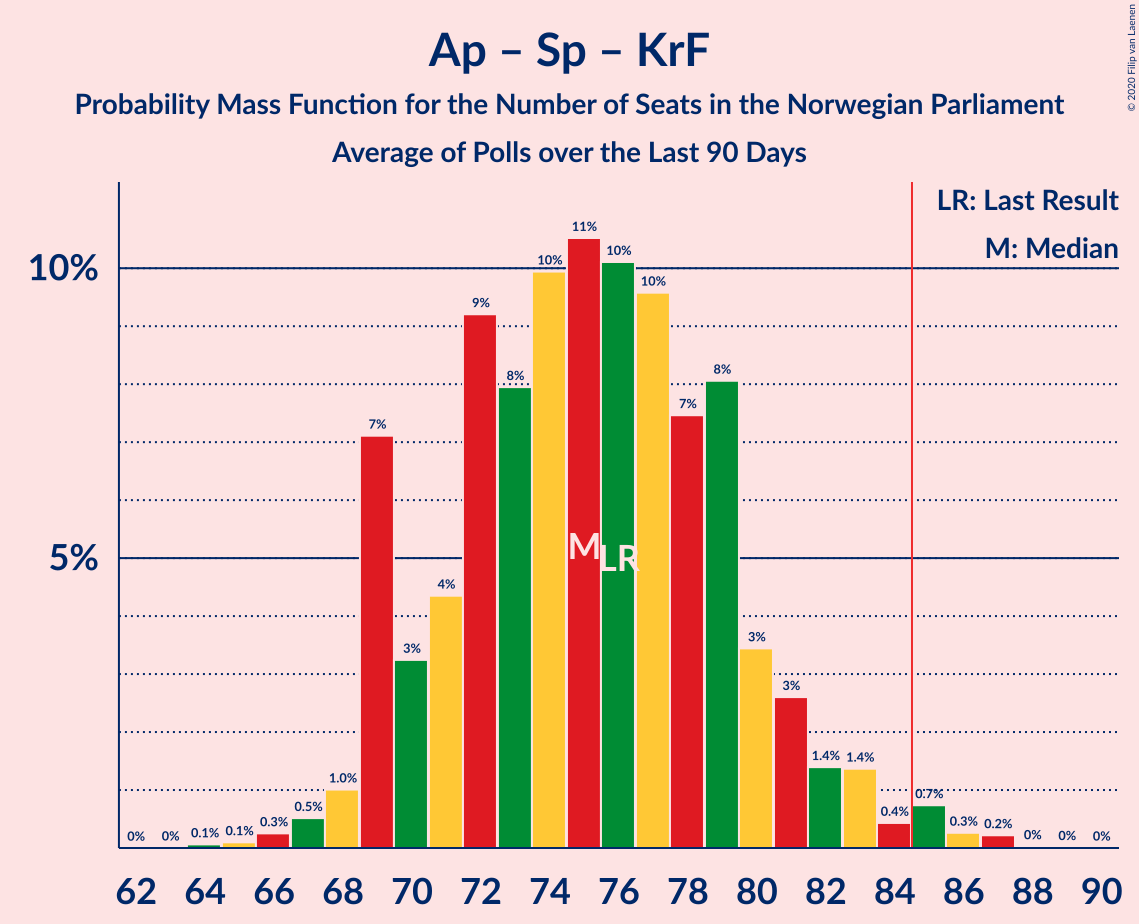 © 2020 Filip van Laenen
Ap – Sp – KrF
Probability Mass Function for the Number of Seats in the Norwegian Parliament
Average of Polls over the Last 90 Days
LR: Last Result
M: Median
10%
5%
0% 0% 0.1% 0.1% 0.3% 0.5% 1.0% 7% 3% 4% 9% 8% 10% 11% 10% 10% 7% 8% 3% 3% 1.4% 1.4% 0.4% 0.7% 0.3% 0.2% 0% 0% 0%
M LR
62 64 66 68 70 72 74 76 78 80 82 84 86 88 90